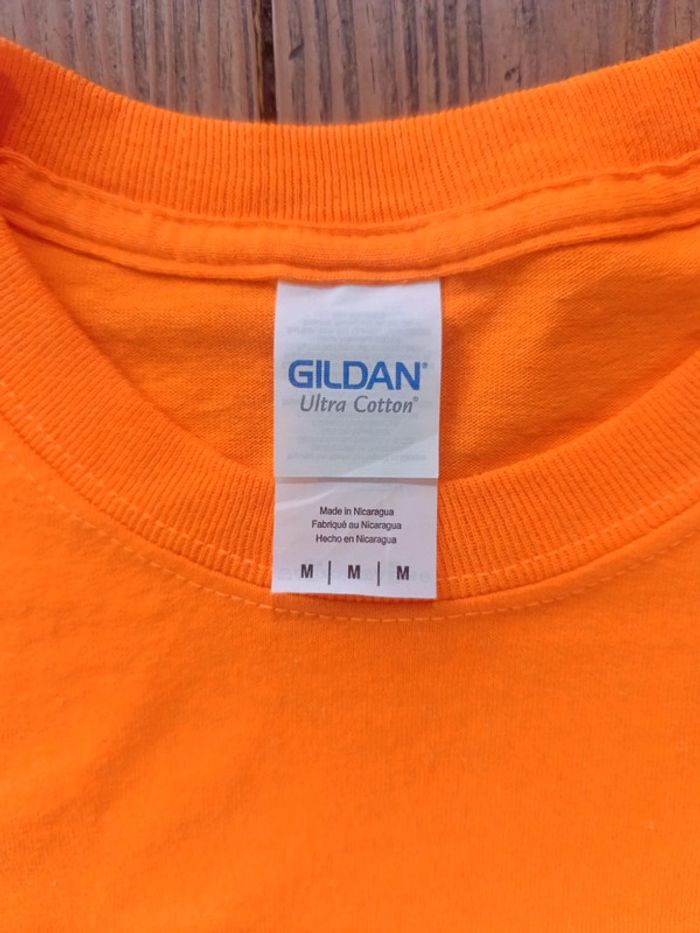 GILDAN®
Ultra Cotton®
Made in Nicaragua
Fabriqué au Nicaragua
Hecho en Nicaragua
M | M | M